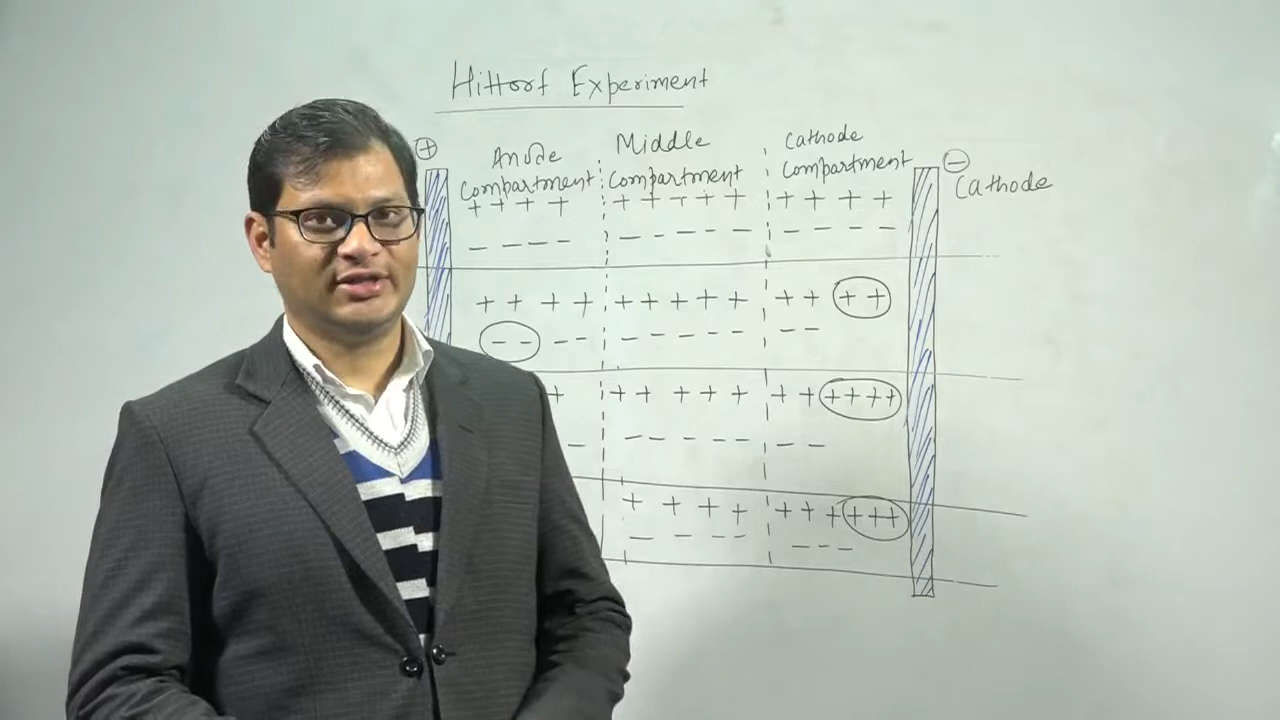 Hittorf Experiment
⊕ Anode Compartment
Middle Compartment
Cathode Compartment
⊖ Cathode
+ + + + + + + + + + + + +
− − − − − − − − − − − − −
+ + + + + + + + + + + + +
− − − − − − − − − − −
+ + + + + + + + + + + +
− − − − − − − −
+ + + + + + + + + +
− − − − − − −